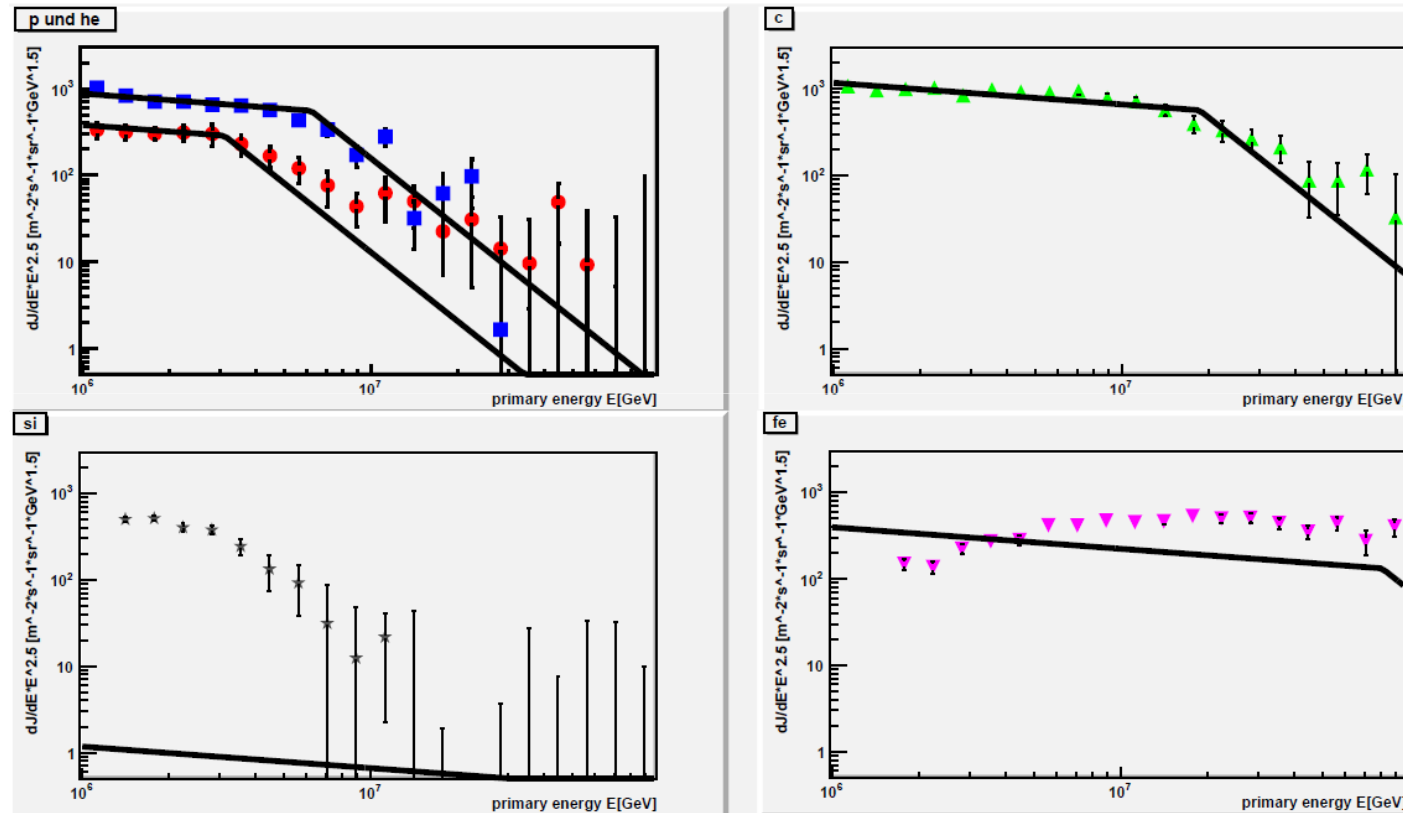 p und he
dJ/dE*E^2.5 [m^-2*s^-1*sr^-1*GeV^1.5]
10^3
10^2
10
1
10^6
10^7
primary energy E[GeV]
c
dJ/dE*E^2.5 [m^-2*s^-1*sr^-1*GeV^1.5]
10^3
10^2
10
1
10^6
10^7
primary energy E[GeV
si
dJ/dE*E^2.5 [m^-2*s^-1*sr^-1*GeV^1.5]
10^3
10^2
10
1
10^6
10^7
primary energy E[GeV]
fe
dJ/dE*E^2.5 [m^-2*s^-1*sr^-1*GeV^1.5]
10^3
10^2
10
1
10^6
10^7
primary energy E[GeV]